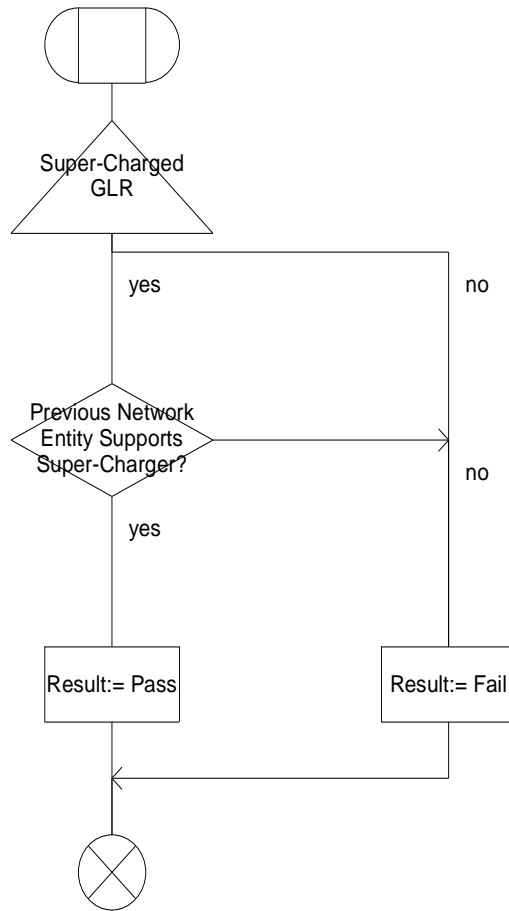 Super-Charged
GLR
yes
no
Previous Network
Entity Supports
Super-Charger?
no
yes
Result:= Pass
Result:= Fail